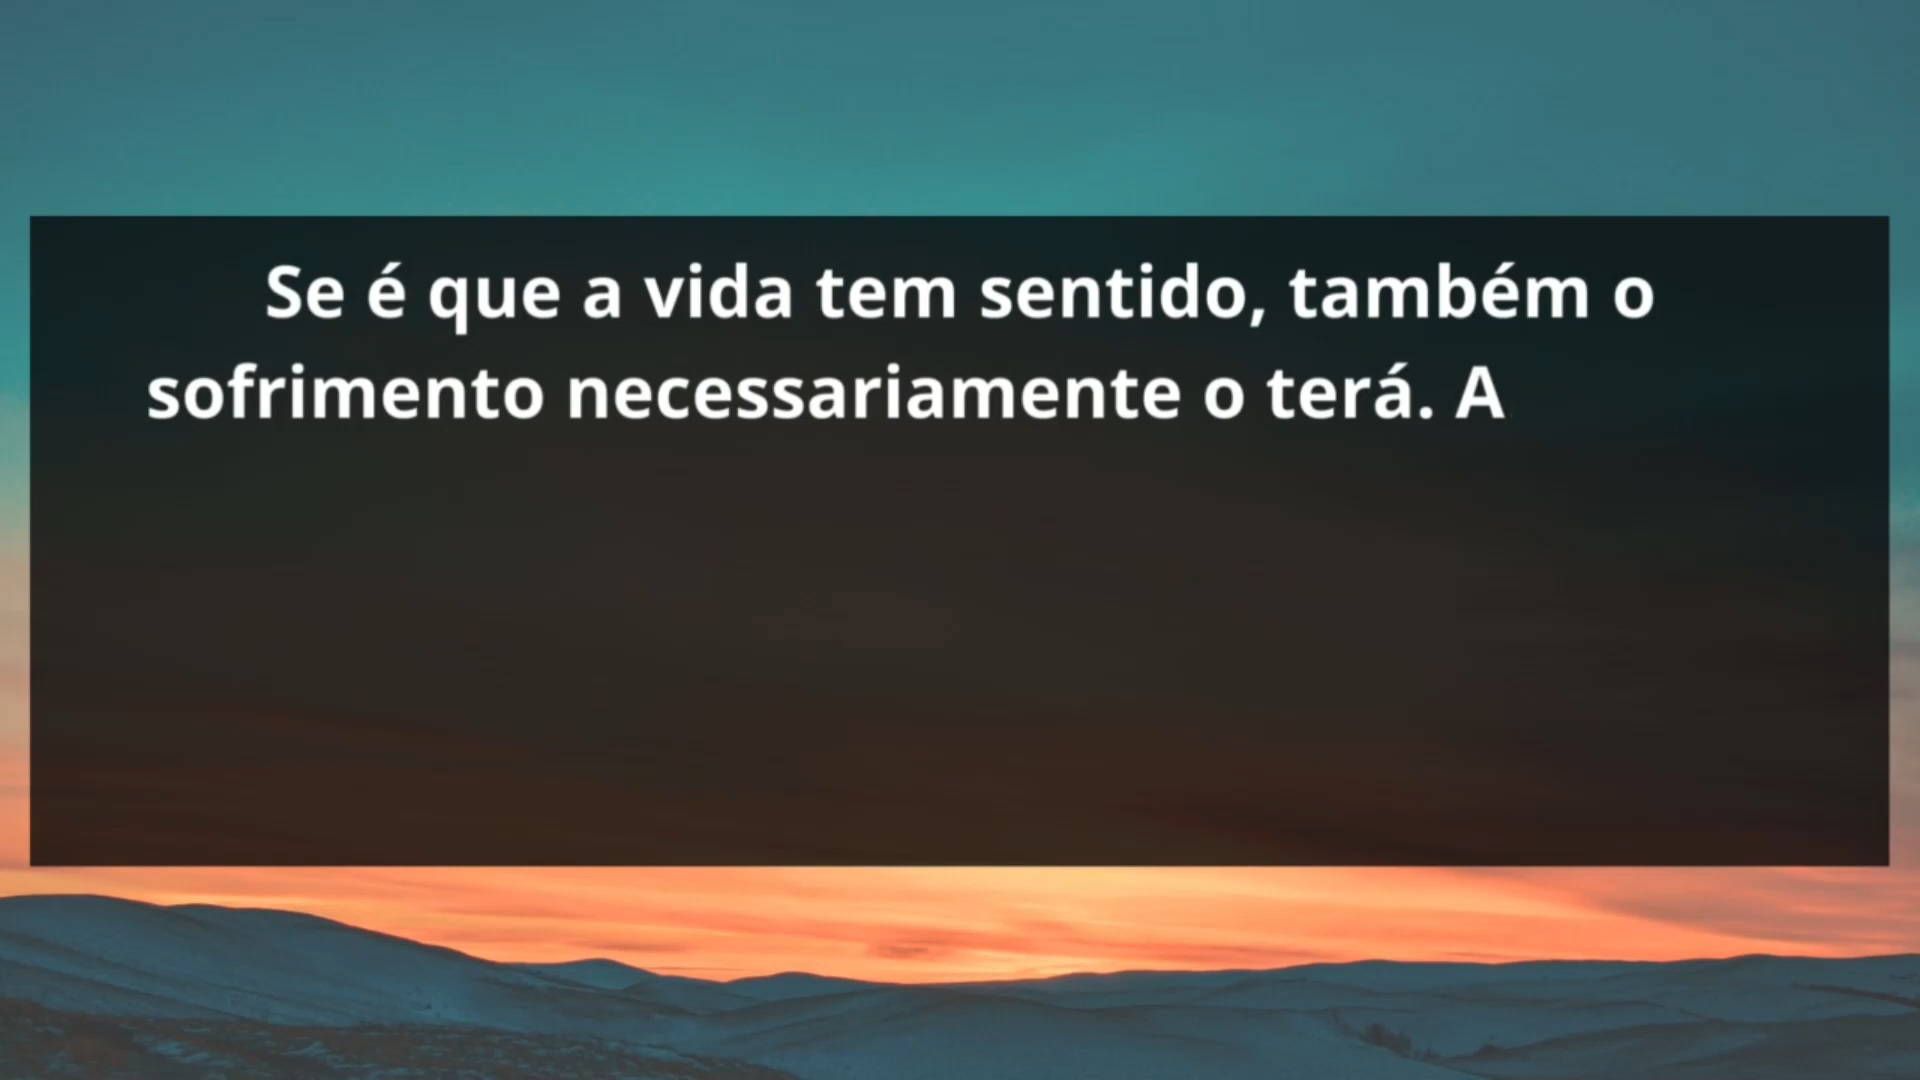 Se é que a vida tem sentido, também o
sofrimento necessariamente o terá. A